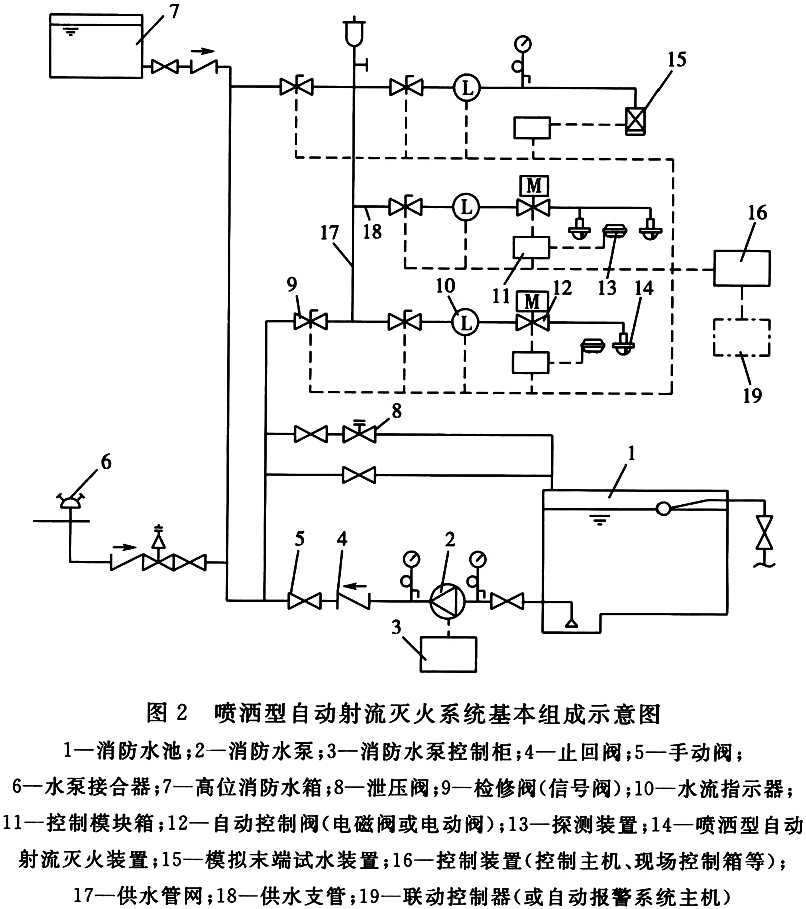 7
L
15
M
L
16
17
18
11
13
10
M
12
14
9
L
19
8
1
6
5
4
2
3
图 2 喷洒型自动射流灭火系统基本组成示意图
1—消防水池;2—消防水泵;3—消防水泵控制柜;4—止回阀;5—手动阀;
6—水泵接合器;7—高位消防水箱;8—泄压阀;9—检修阀(信号阀);10—水流指示器;
11—控制模块箱;12—自动控制阀(电磁阀或电动阀);13—探测装置;14—喷洒型自动
射流灭火装置;15—模拟末端试水装置;16—控制装置(控制主机、现场控制箱等);
17—供水管网;18—供水支管;19—联动控制器(或自动报警系统主机)